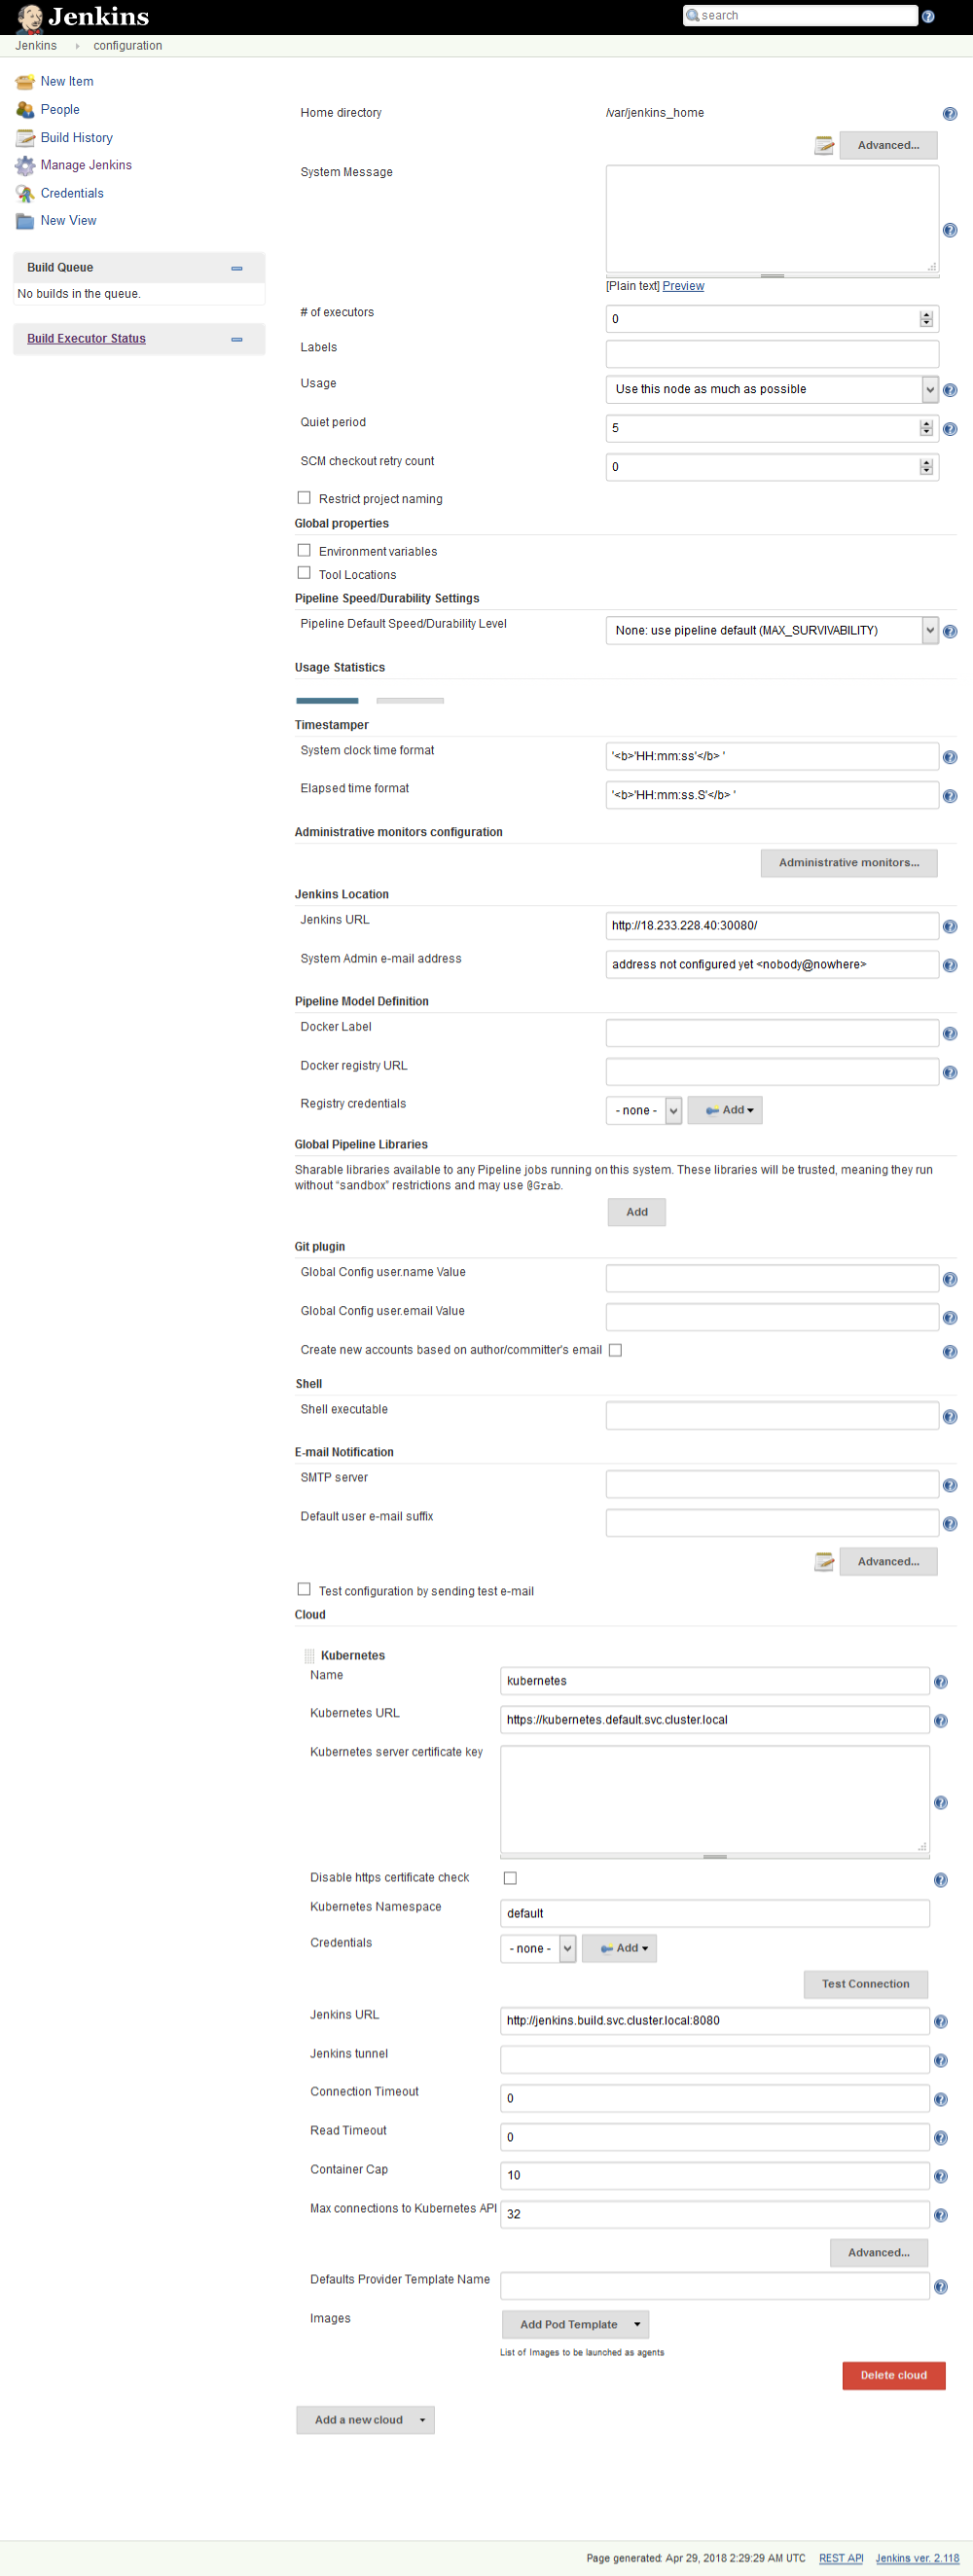 Jenkins
search
Jenkins
configuration
New Item
People
Build History
Manage Jenkins
Credentials
New View
Build Queue
No builds in the queue.
Build Executor Status
Home directory
/var/jenkins_home
Advanced...
System Message
[Plain text] Preview
# of executors
0
Labels
Usage
Use this node as much as possible
Quiet period
5
SCM checkout retry count
0
Restrict project naming
Global properties
Environment variables
Tool Locations
Pipeline Speed/Durability Settings
Pipeline Default Speed/Durability Level
None: use pipeline default (MAX_SURVIVABILITY)
Usage Statistics
Timestamper
System clock time format
'<b>'HH:mm:ss'</b> '
Elapsed time format
'<b>'HH:mm:ss.S'</b> '
Administrative monitors configuration
Administrative monitors...
Jenkins Location
Jenkins URL
http://18.233.228.40:30080/
System Admin e-mail address
address not configured yet <nobody@nowhere>
Pipeline Model Definition
Docker Label
Docker registry URL
Registry credentials
- none -
Add
Global Pipeline Libraries
Sharable libraries available to any Pipeline jobs running on this system. These libraries will be trusted, meaning they run
without “sandbox” restrictions and may use @Grab.
Add
Git plugin
Global Config user.name Value
Global Config user.email Value
Create new accounts based on author/committer's email
Shell
Shell executable
E-mail Notification
SMTP server
Default user e-mail suffix
Advanced...
Test configuration by sending test e-mail
Cloud
Kubernetes
Name
kubernetes
Kubernetes URL
https://kubernetes.default.svc.cluster.local
Kubernetes server certificate key
Disable https certificate check
Kubernetes Namespace
default
Credentials
- none -
Add
Test Connection
Jenkins URL
http://jenkins.build.svc.cluster.local:8080
Jenkins tunnel
Connection Timeout
0
Read Timeout
0
Container Cap
10
Max connections to Kubernetes API
32
Advanced...
Defaults Provider Template Name
Images
Add Pod Template
List of Images to be launched as agents
Delete cloud
Add a new cloud
Page generated: Apr 29, 2018 2:29:29 AM UTC
REST API
Jenkins ver. 2.118